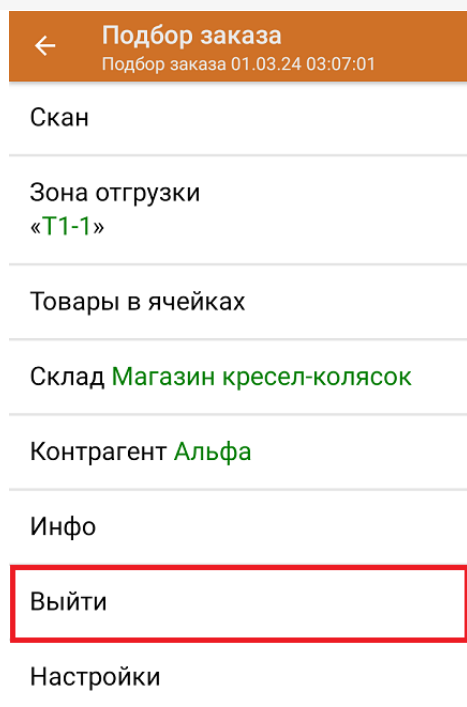 Подбор заказа
Подбор заказа 01.03.24 03:07:01
Скан
Зона отгрузки
«Т1-1»
Товары в ячейках
Склад Магазин кресел-колясок
Контрагент Альфа
Инфо
Выйти
Настройки